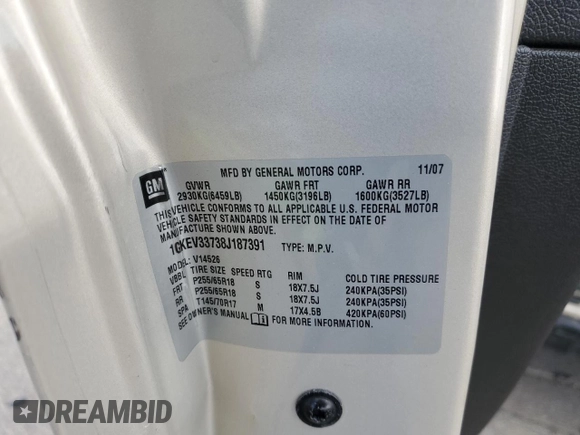 MFD BY GENERAL MOTORS CORP. 11/07
GM
GVWR GAWR FRT GAWR RR
2930KG(6459LB) 1450KG(3196LB) 1600KG(3527LB)
THIS VEHICLE CONFORMS TO ALL APPLICABLE U.S. FEDERAL MOTOR
VEHICLE SAFETY STANDARDS IN EFFECT ON THE DATE OF
MANUFACTURE SHOWN ABOVE.
1GKEV33738J187391 TYPE: M.P.V.
MODEL: V14526
TIRE SIZE SPEED RTG RIM COLD TIRE PRESSURE
FRT P255/65R18 S 18X7.5J 240KPA(35PSI)
RR P255/65R18 S 18X7.5J 240KPA(35PSI)
SPA T145/70R17 M 17X4.5B 420KPA(60PSI)
SEE OWNER'S MANUAL FOR MORE INFORMATION.
DREAMBID